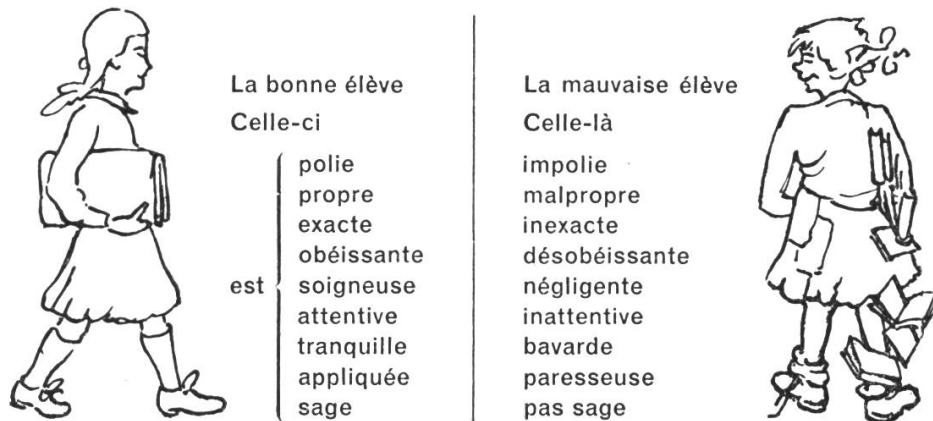 La bonne élève
Celle-ci
est
polie
propre
exacte
obéissante
soigneuse
attentive
tranquille
appliquée
sage
La mauvaise élève
Celle-là
impolie
malpropre
inexacte
désobéissante
négligente
inattentive
bavarde
paresseuse
pas sage